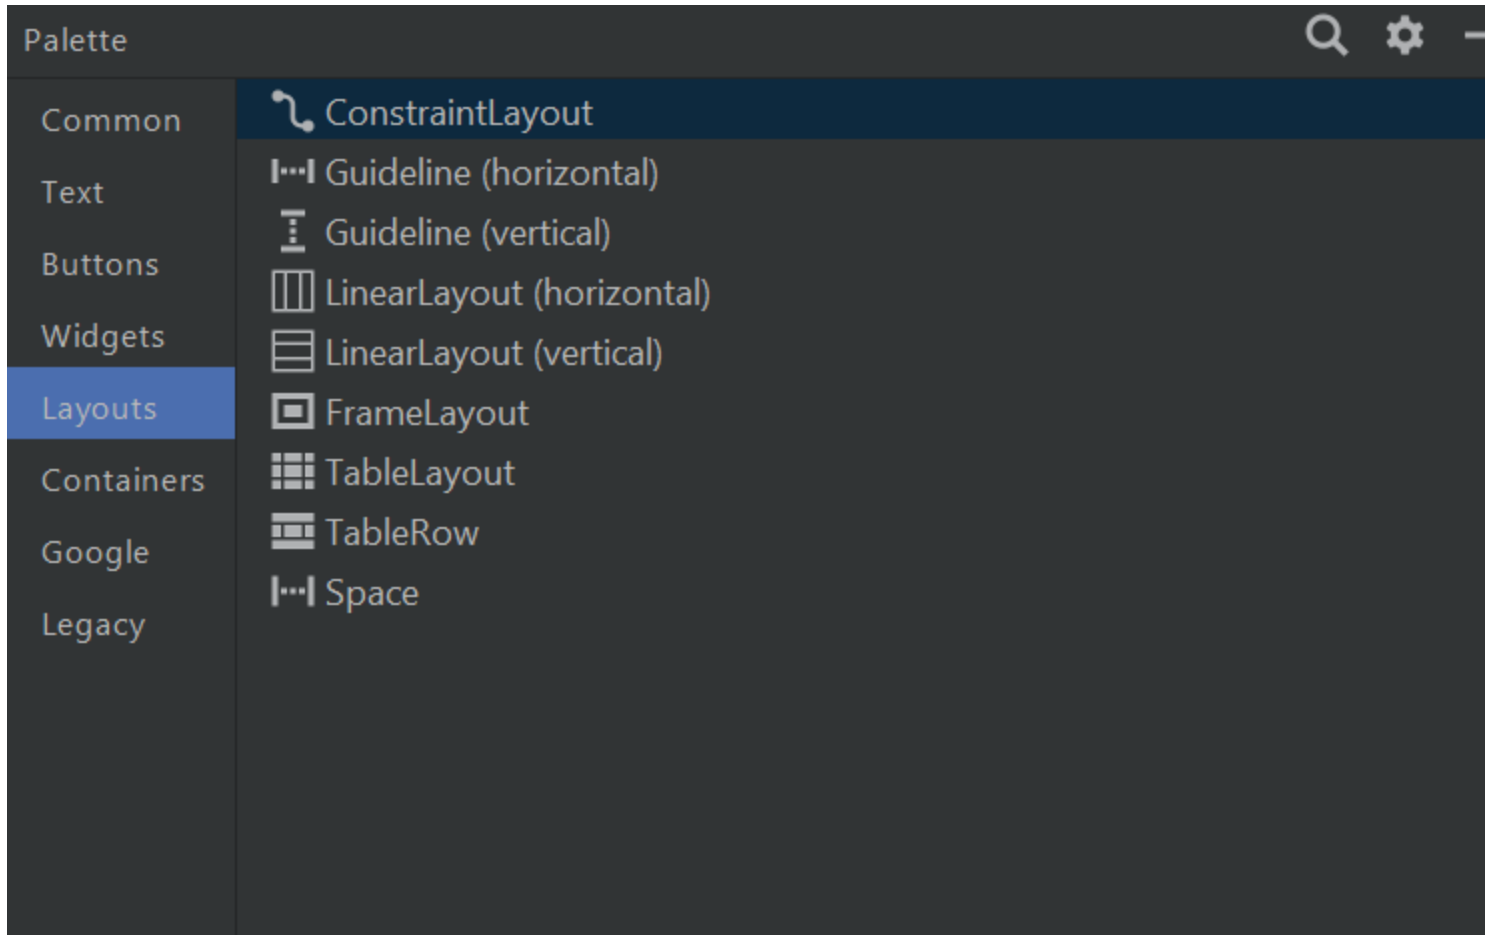 Palette
Common
Text
Buttons
Widgets
Layouts
Containers
Google
Legacy
ConstraintLayout
Guideline (horizontal)
Guideline (vertical)
LinearLayout (horizontal)
LinearLayout (vertical)
FrameLayout
TableLayout
TableRow
Space